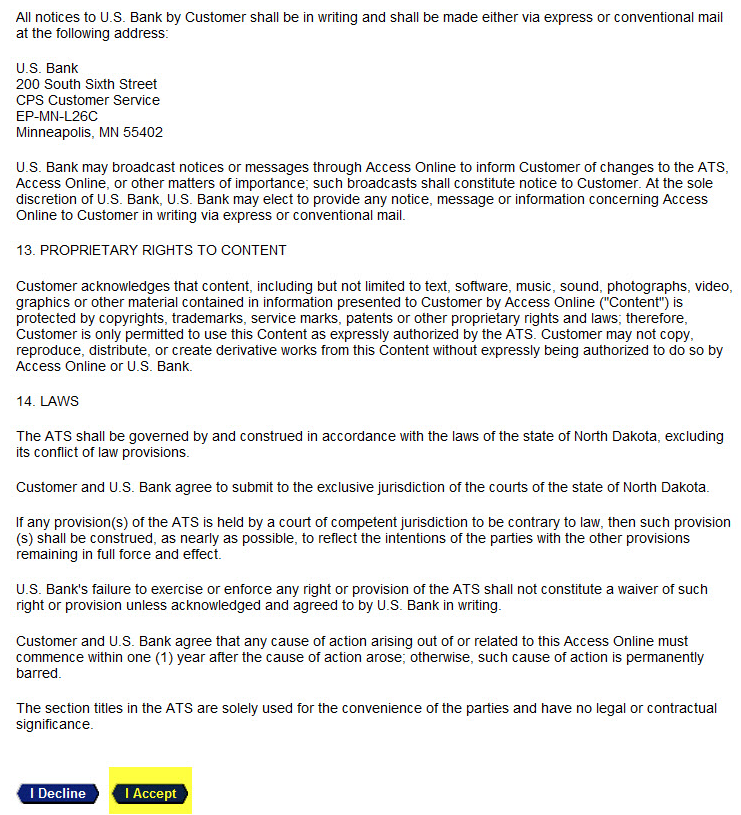 All notices to U.S. Bank by Customer shall be in writing and shall be made either via express or conventional mail
at the following address:
U.S. Bank
200 South Sixth Street
CPS Customer Service
EP-MN-L26C
Minneapolis, MN 55402
U.S. Bank may broadcast notices or messages through Access Online to inform Customer of changes to the ATS,
Access Online, or other matters of importance; such broadcasts shall constitute notice to Customer. At the sole
discretion of U.S. Bank, U.S. Bank may elect to provide any notice, message or information concerning Access
Online to Customer in writing via express or conventional mail.
13. PROPRIETARY RIGHTS TO CONTENT
Customer acknowledges that content, including but not limited to text, software, music, sound, photographs, video,
graphics or other material contained in information presented to Customer by Access Online ("Content") is
protected by copyrights, trademarks, service marks, patents or other proprietary rights and laws; therefore,
Customer is only permitted to use this Content as expressly authorized by the ATS. Customer may not copy,
reproduce, distribute, or create derivative works from this Content without expressly being authorized to do so by
Access Online or U.S. Bank.
14. LAWS
The ATS shall be governed by and construed in accordance with the laws of the state of North Dakota, excluding
its conflict of law provisions.
Customer and U.S. Bank agree to submit to the exclusive jurisdiction of the courts of the state of North Dakota.
If any provision(s) of the ATS is held by a court of competent jurisdiction to be contrary to law, then such provision
(s) shall be construed, as nearly as possible, to reflect the intentions of the parties with the other provisions
remaining in full force and effect.
U.S. Bank's failure to exercise or enforce any right or provision of the ATS shall not constitute a waiver of such
right or provision unless acknowledged and agreed to by U.S. Bank in writing.
Customer and U.S. Bank agree that any cause of action arising out of or related to this Access Online must
commence within one (1) year after the cause of action arose; otherwise, such cause of action is permanently
barred.
The section titles in the ATS are solely used for the convenience of the parties and have no legal or contractual
significance.
I Decline I Accept